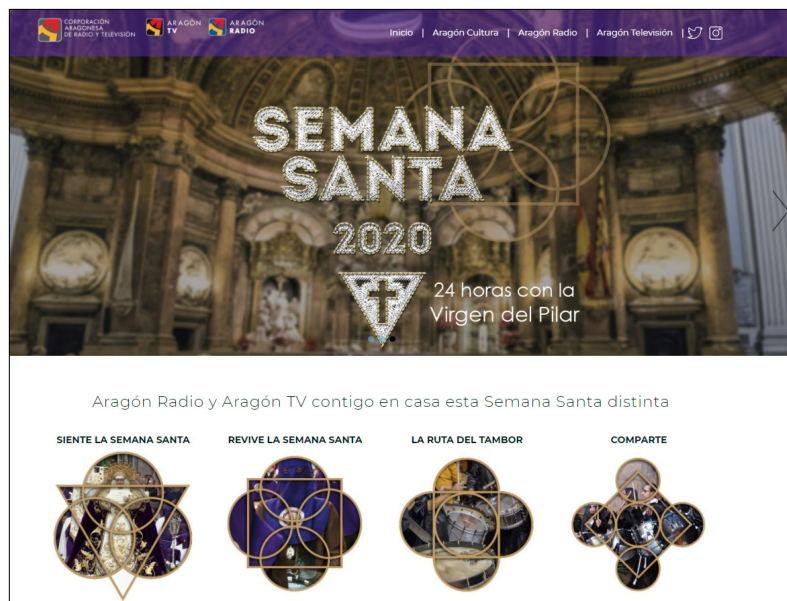 CORPORACIÓN
ARAGONESA
DE RADIO Y TELEVISIÓN
ARAGÓN
TV
ARAGÓN
RADIO
Inicio | Aragón Cultura | Aragón Radio | Aragón Televisión |
SEMANA
SANTA
2020
24 horas con la
Virgen del Pilar
Aragón Radio y Aragón TV contigo en casa esta Semana Santa distinta
SIENTE LA SEMANA SANTA
REVIVE LA SEMANA SANTA
LA RUTA DEL TAMBOR
COMPARTE